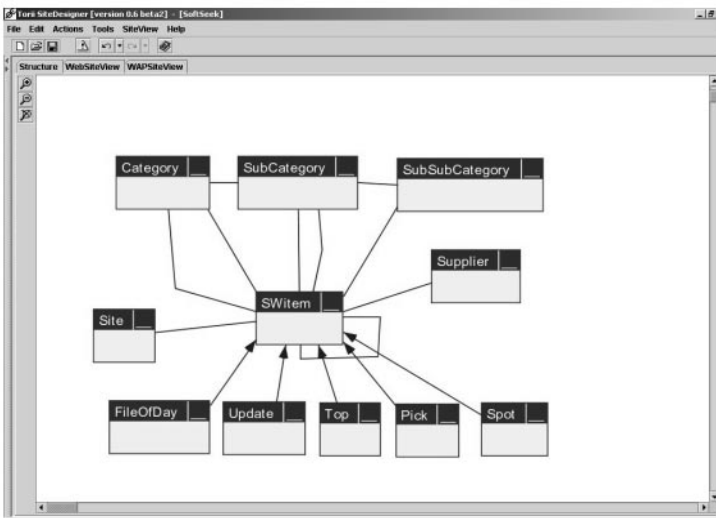 Torii SiteDesigner [version 0.6 beta2] - [SoftSeek]
File Edit Actions Tools SiteView Help
Structure WebSiteView WAPSiteView
Category SubCategory SubSubCategory
Supplier
SWitem
Site
FileOfDay Update Top Pick Spot